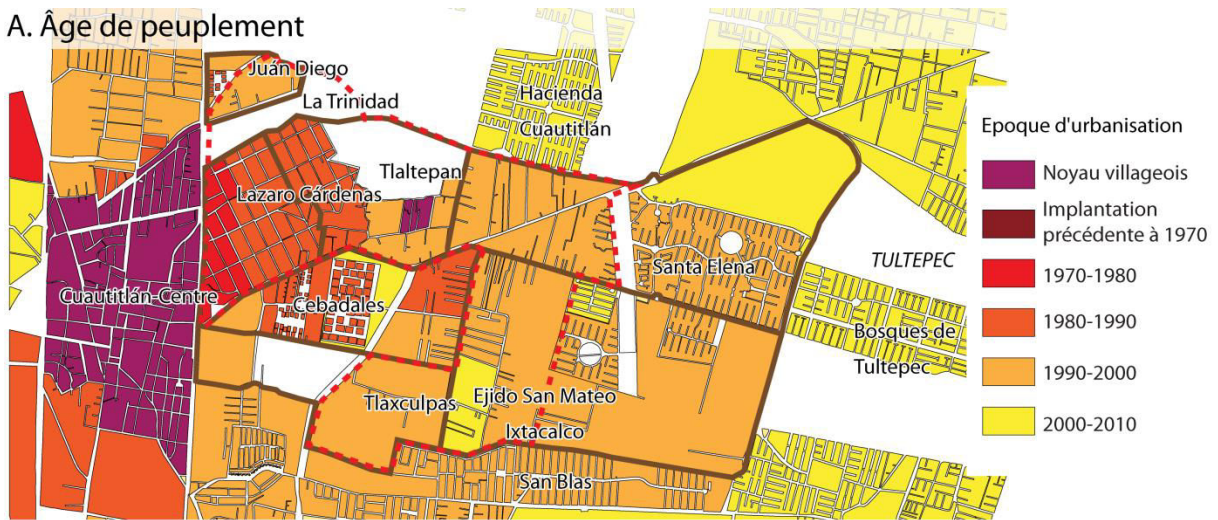 A. Âge de peuplement
Juán Diego
La Trinidad
Hacienda
Cuautitlán
Tlaltepan
Lazaro Cárdenas
Santa Elena
TULTEPEC
Cuautitlán-Centre
Cebadales
Bosques de
Tultepec
Tlaxculpas
Ejido San Mateo
Ixtacalco
San Blas
Epoque d'urbanisation
Noyau villageois
Implantation
précédente à 1970
1970-1980
1980-1990
1990-2000
2000-2010